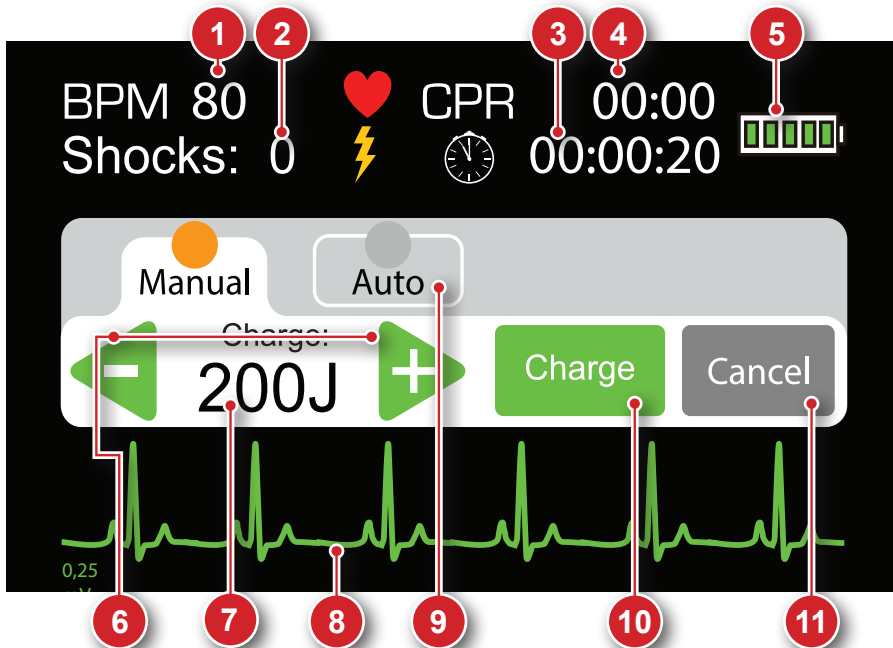 1 2 3 4 5
BPM 80 CPR 00:00
Shocks: 0 00:00:20
Manual Auto
Charge:
- 200J + Charge Cancel
0,25
6 7 8 9 10 11